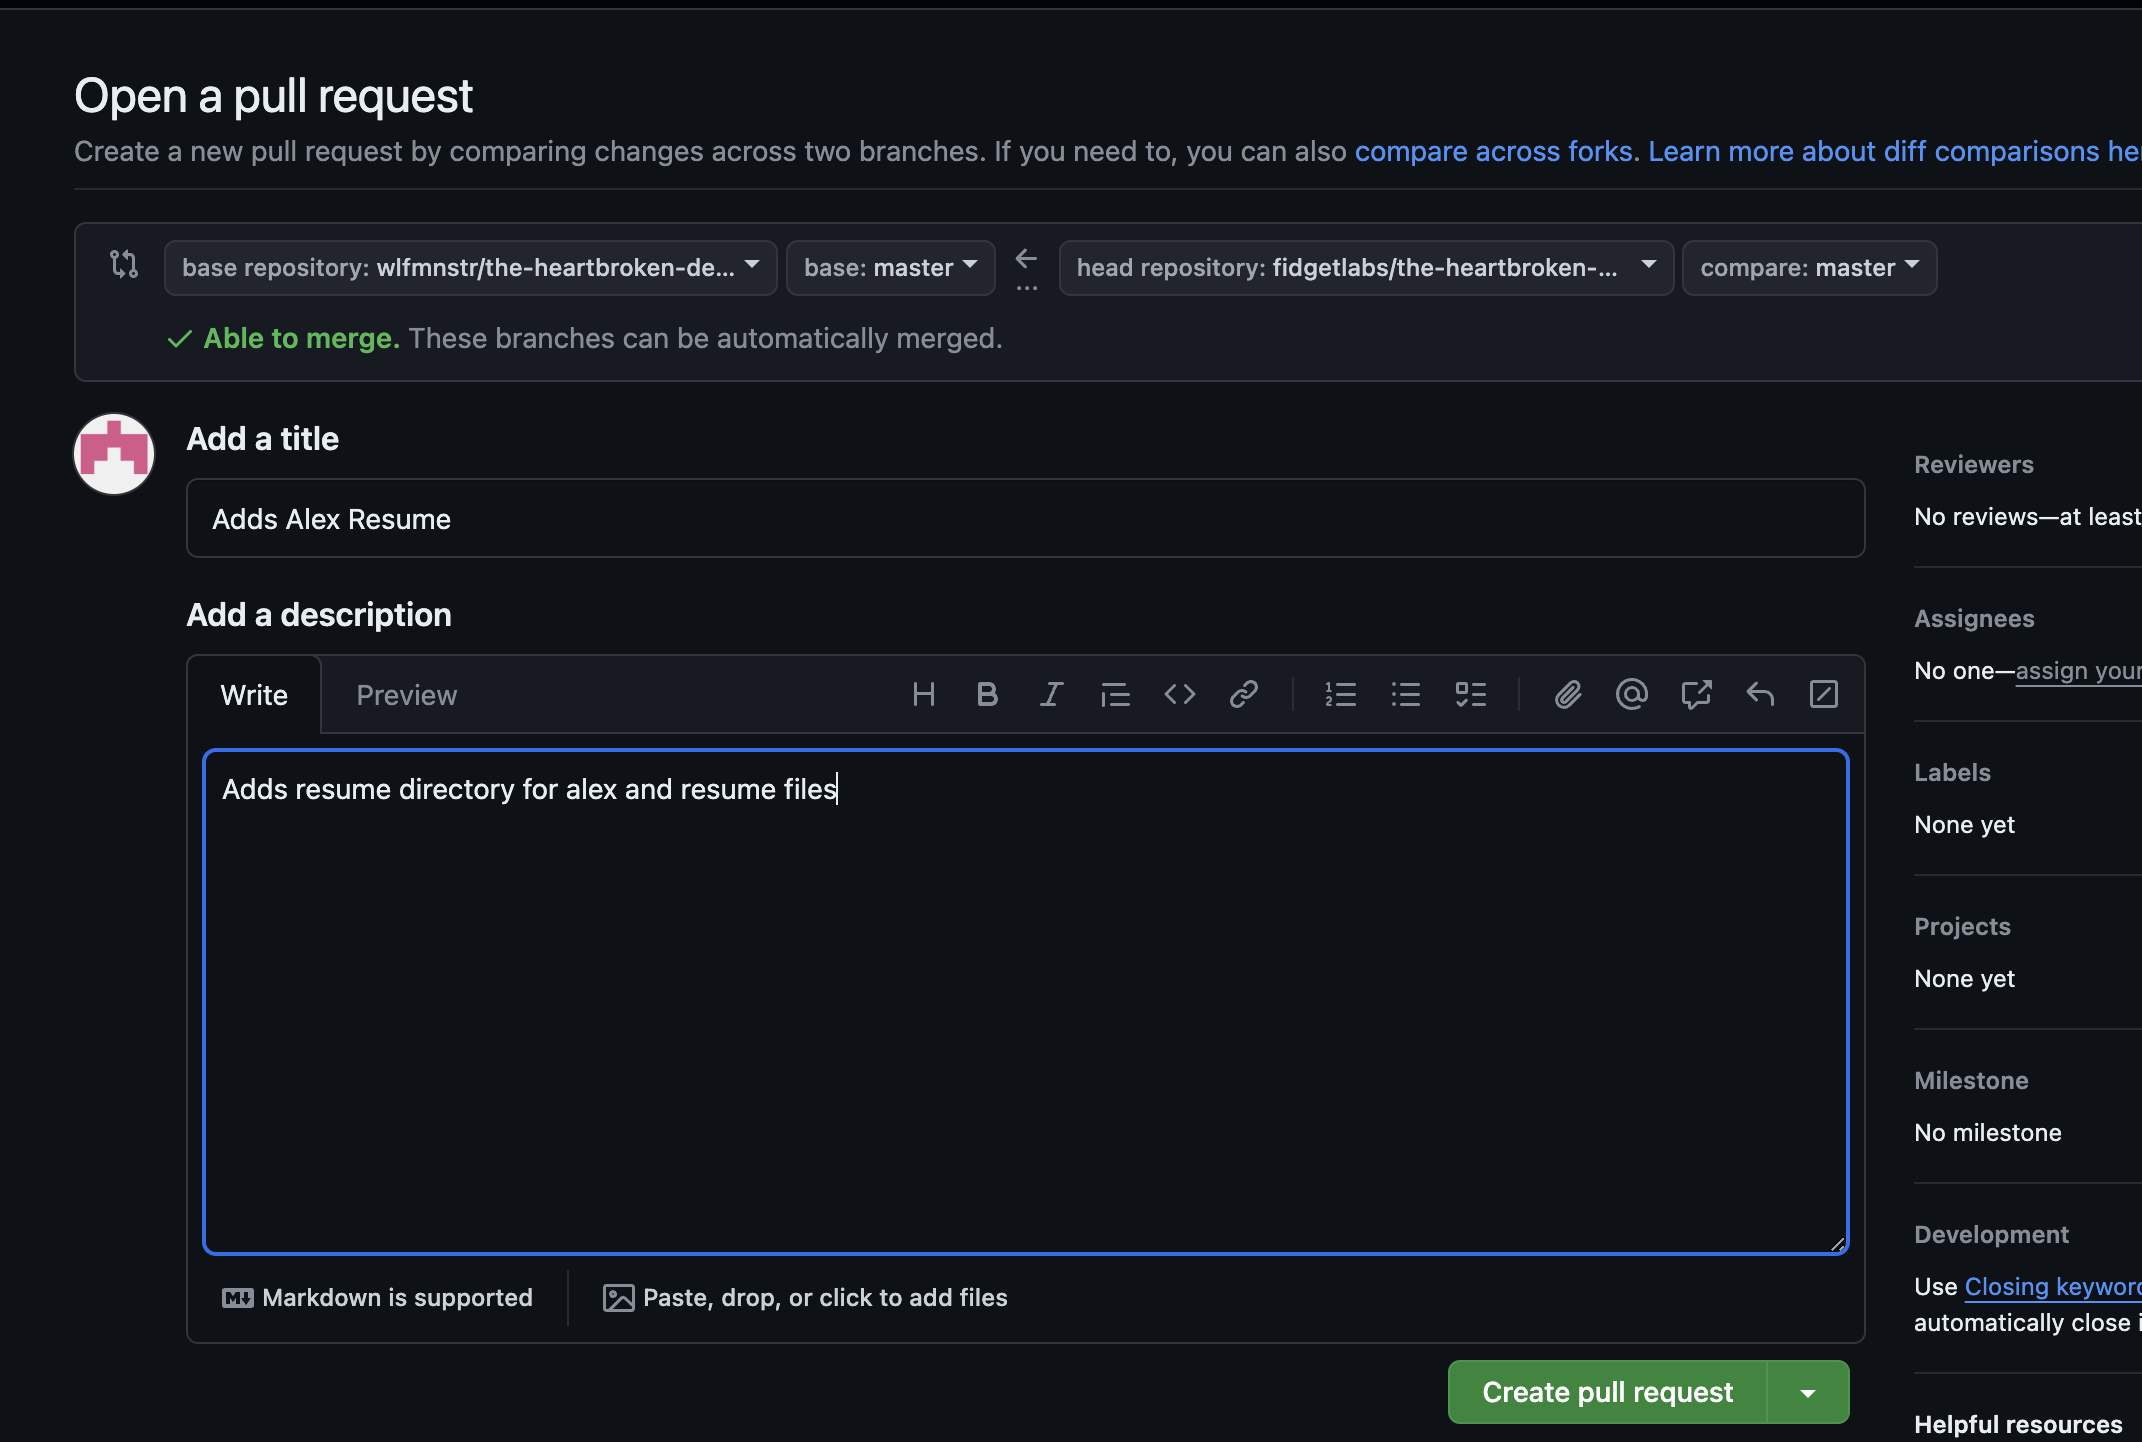 Open a pull request
Create a new pull request by comparing changes across two branches. If you need to, you can also compare across forks. Learn more about diff comparisons
base repository: wlfmnstr/the-heartbroken-de... base: master head repository: fidgetlabs/the-heartbroken-... compare: master
Able to merge. These branches can be automatically merged.
Add a title
Adds Alex Resume
Add a description
Write Preview
Adds resume directory for alex and resume files
Markdown is supported Paste, drop, or click to add files
Create pull request
Reviewers
No reviews—at least
Assignees
No one—assign your
Labels
None yet
Projects
None yet
Milestone
No milestone
Development
Use Closing keyword
automatically close
Helpful resources